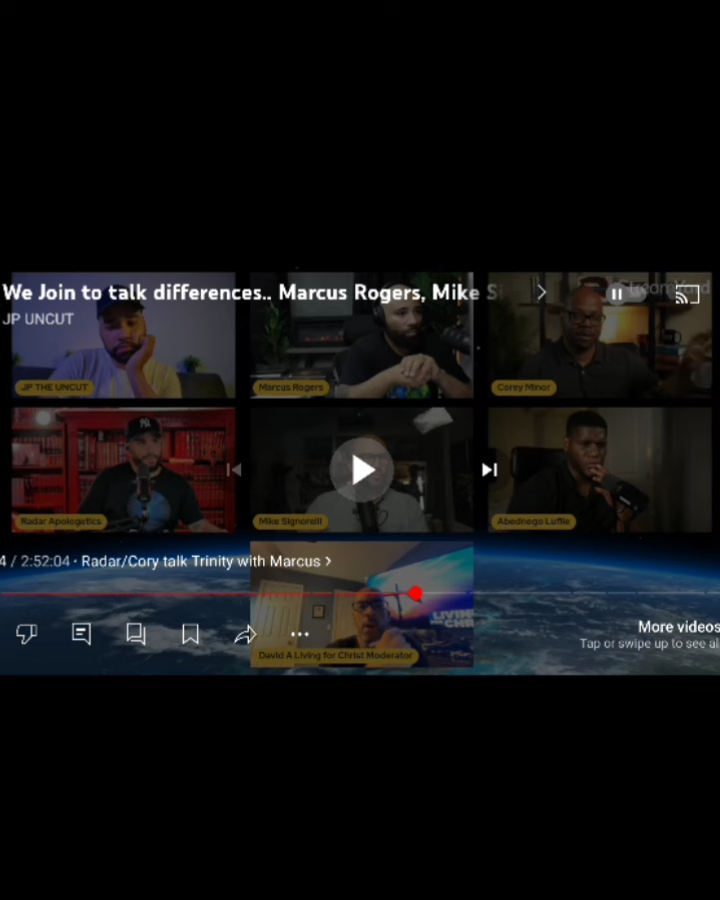 We Join to talk differences.. Marcus Rogers, Mike S
JP UNCUT
JP THE UNCUT
Marcus Rogers
Corey Minor
Radar Apologetics
Mike Signorelli
Abednego Lufile
4 / 2:52:04 · Radar/Cory talk Trinity with Marcus
LIVING
David A Living for Christ Moderator
More videos
Tap or swipe up to see al